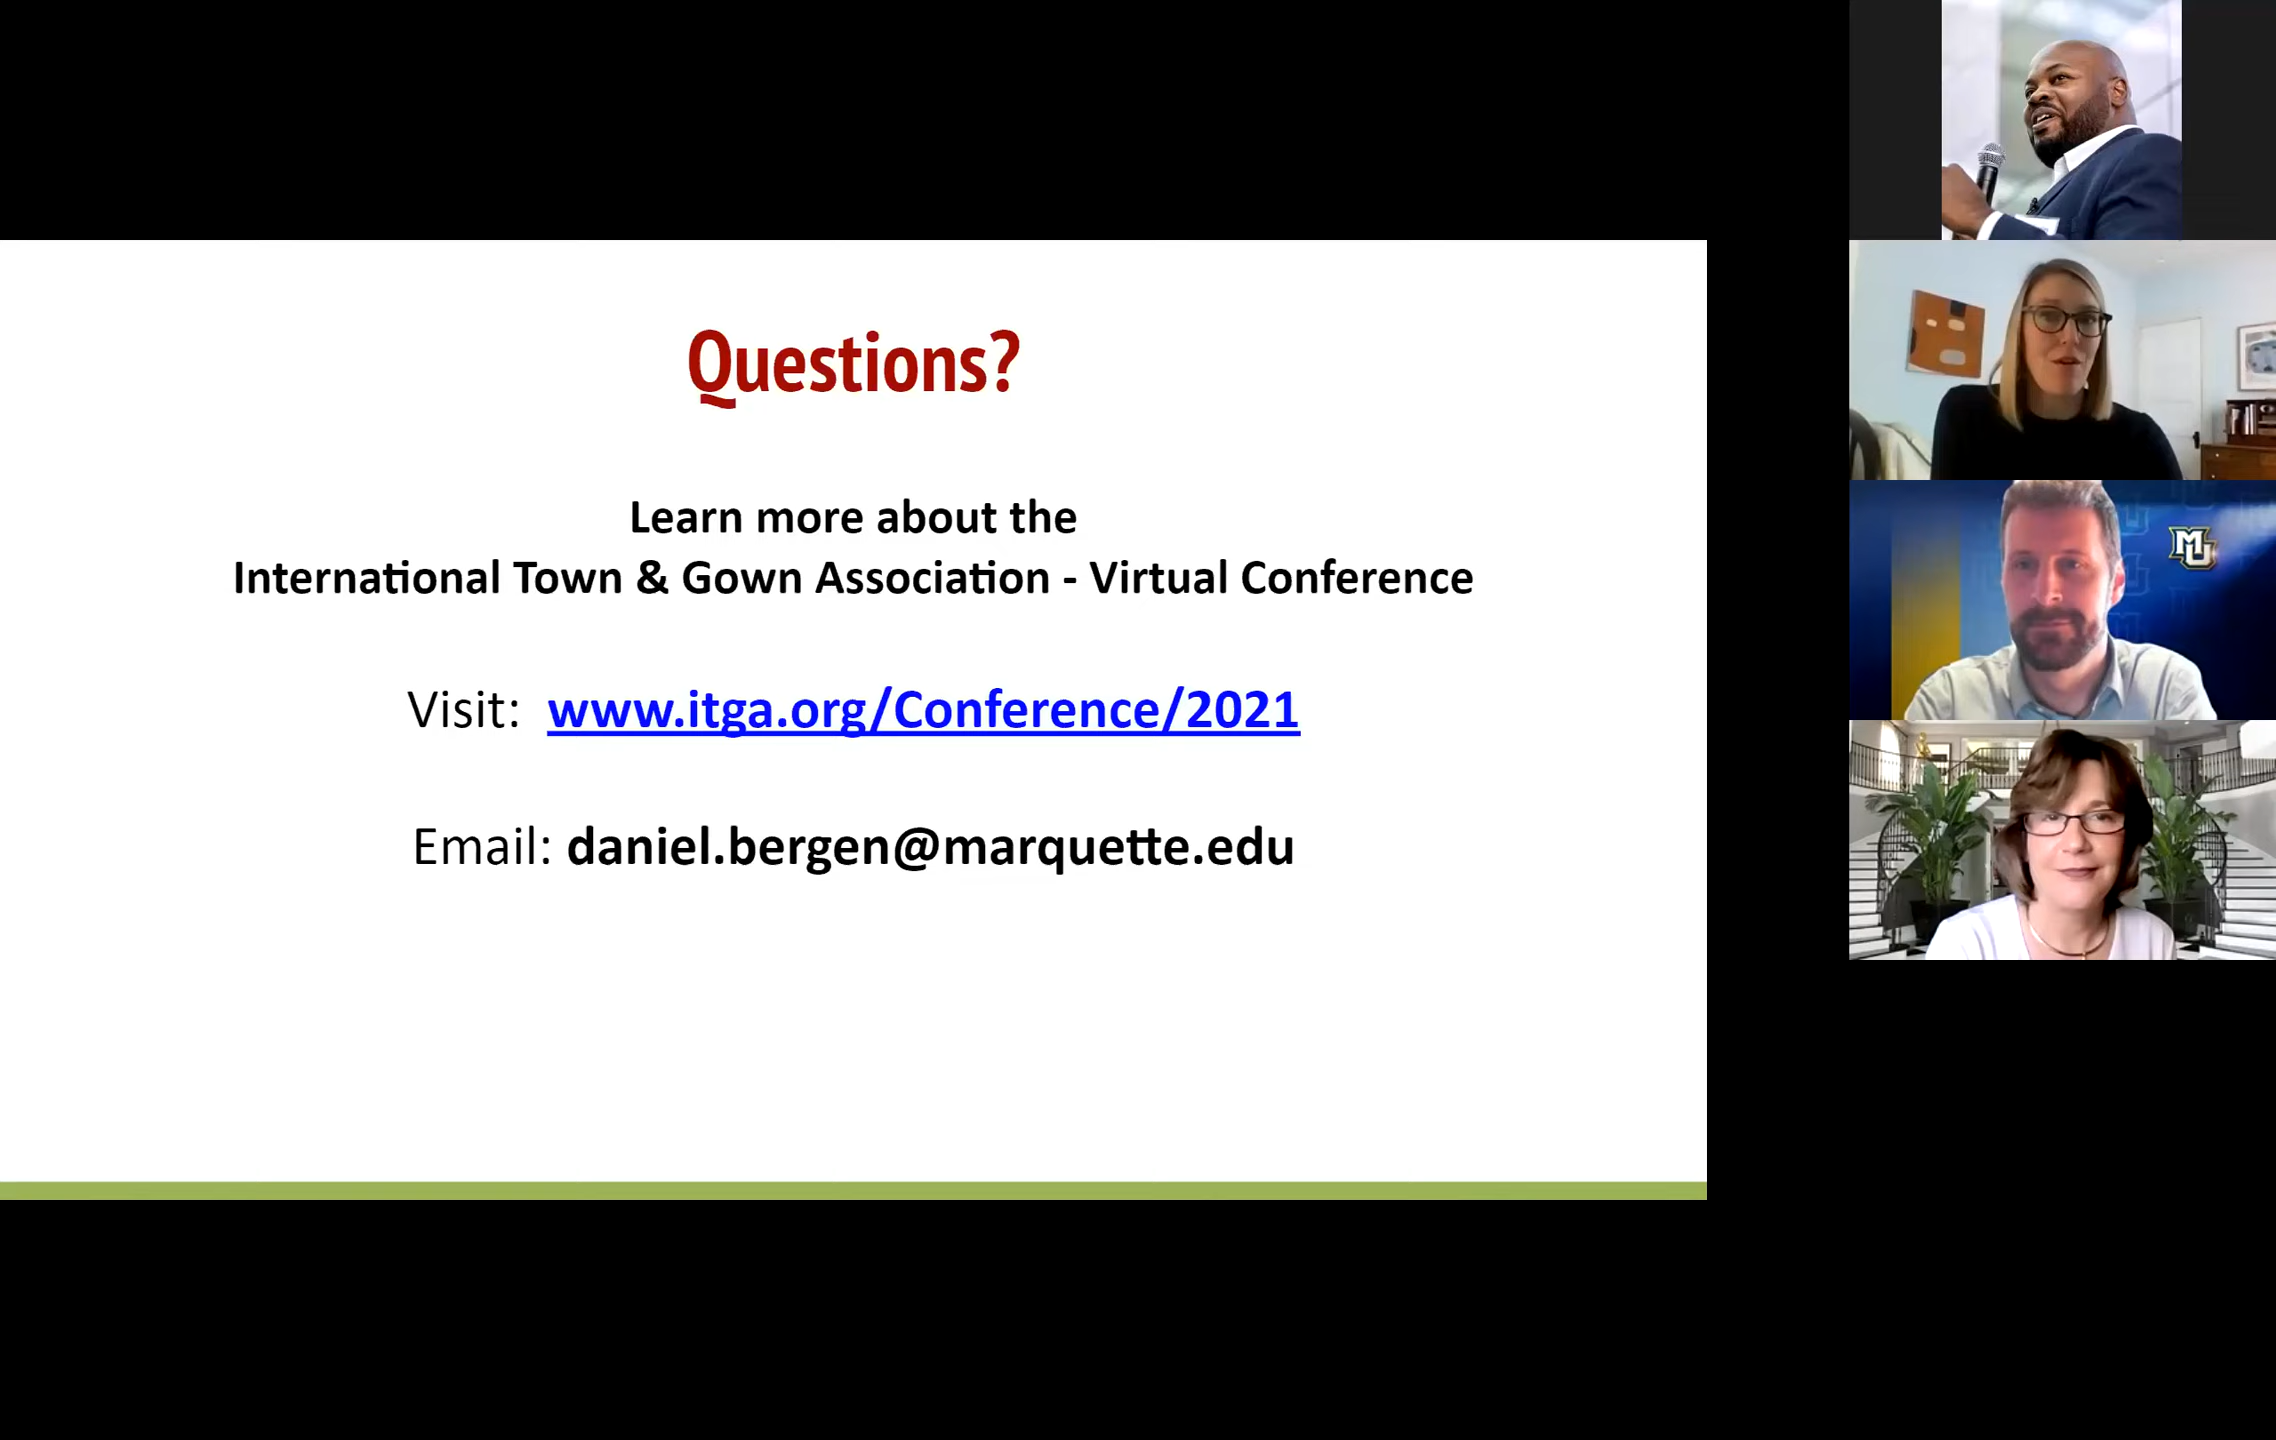 Questions?
Learn more about the
International Town & Gown Association - Virtual Conference
Visit: www.itga.org/Conference/2021
Email: daniel.bergen@marquette.edu
MU